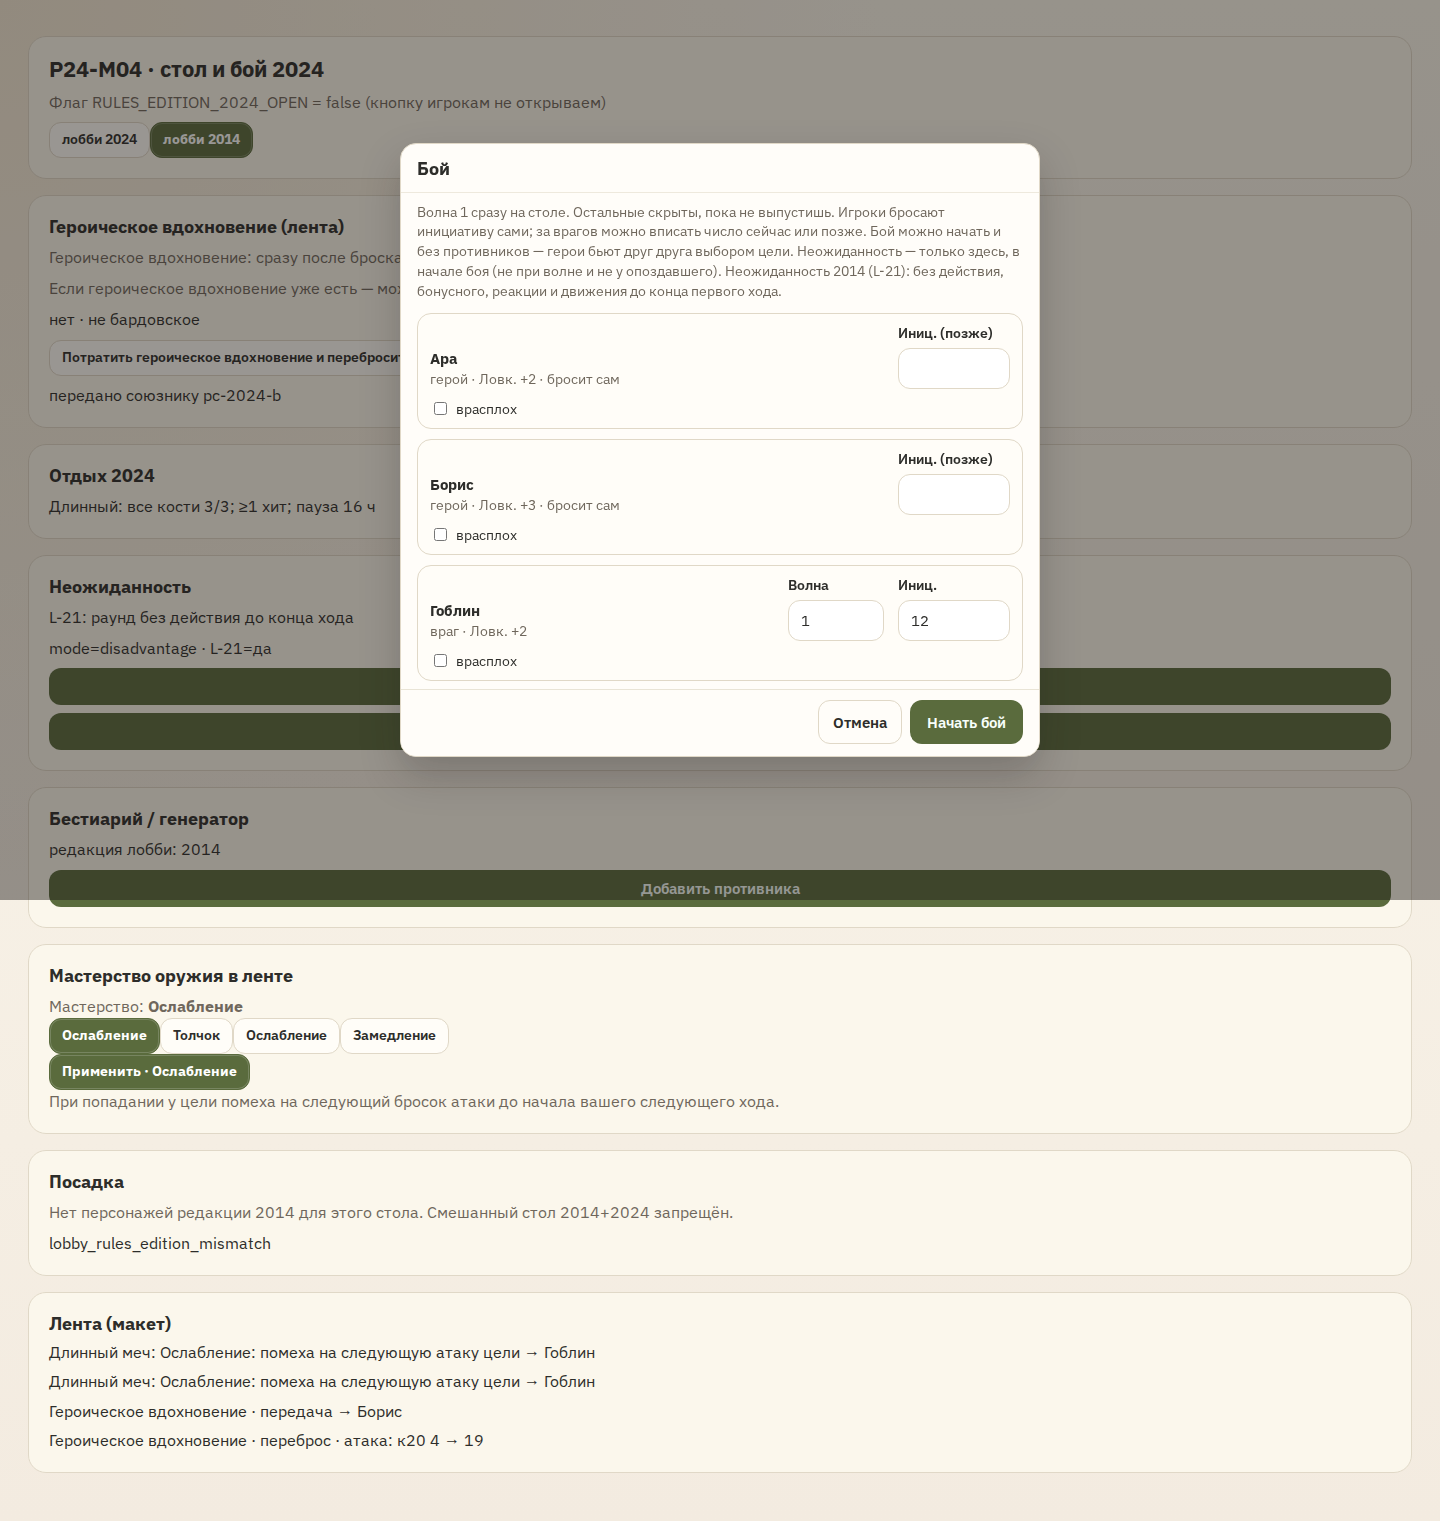 P24-M04 · стол и бой 2024
Флаг RULES_EDITION_2024_OPEN = false (кнопку игрокам не открываем)
лобби 2024
лобби 2014
Героическое вдохновение (лента)
Героическое вдохновение: сразу после броска
Если героическое вдохновение уже есть —
нет · не бардовское
Потратить героическое вдохновение и
передано союзнику pc-2024-b
Отдых 2024
Длинный: все кости 3/3; ≥1 хит; пауза 16 ч
Неожиданность
L-21: раунд без действия до конца хода
mode=disadvantage · L-21=да
Бой
Волна 1 сразу на столе. Остальные скрыты, пока не выпустишь. Игроки бросают
инициативу сами; за врагов можно вписать число сейчас или позже. Бой можно начать и
без противников — герои бьют друг друга выбором цели. Неожиданность — только здесь, в
начале боя (не при волне и не у опоздавшего). Неожиданность 2014 (L-21): без действия,
бонусного, реакции и движения до конца первого хода.
Иниц. (позже)
Ара
герой · Ловк. +2 · бросит сам
врасплох
Иниц. (позже)
Борис
герой · Ловк. +3 · бросит сам
врасплох
Волна
Иниц.
Гоблин
1
12
враг · Ловк. +2
врасплох
Отмена
Начать бой
Бестиарий / генератор
редакция лобби: 2014
Добавить противника
Мастерство оружия в ленте
Мастерство: Ослабление
Ослабление
Толчок
Ослабление
Замедление
Применить · Ослабление
При попадании у цели помеха на следующий бросок атаки до начала вашего следующего хода.
Посадка
Нет персонажей редакции 2014 для этого стола. Смешанный стол 2014+2024 запрещён.
lobby_rules_edition_mismatch
Лента (макет)
Длинный меч: Ослабление: помеха на следующую атаку цели → Гоблин
Длинный меч: Ослабление: помеха на следующую атаку цели → Гоблин
Героическое вдохновение · передача → Борис
Героическое вдохновение · переброс · атака: к20 4 → 19